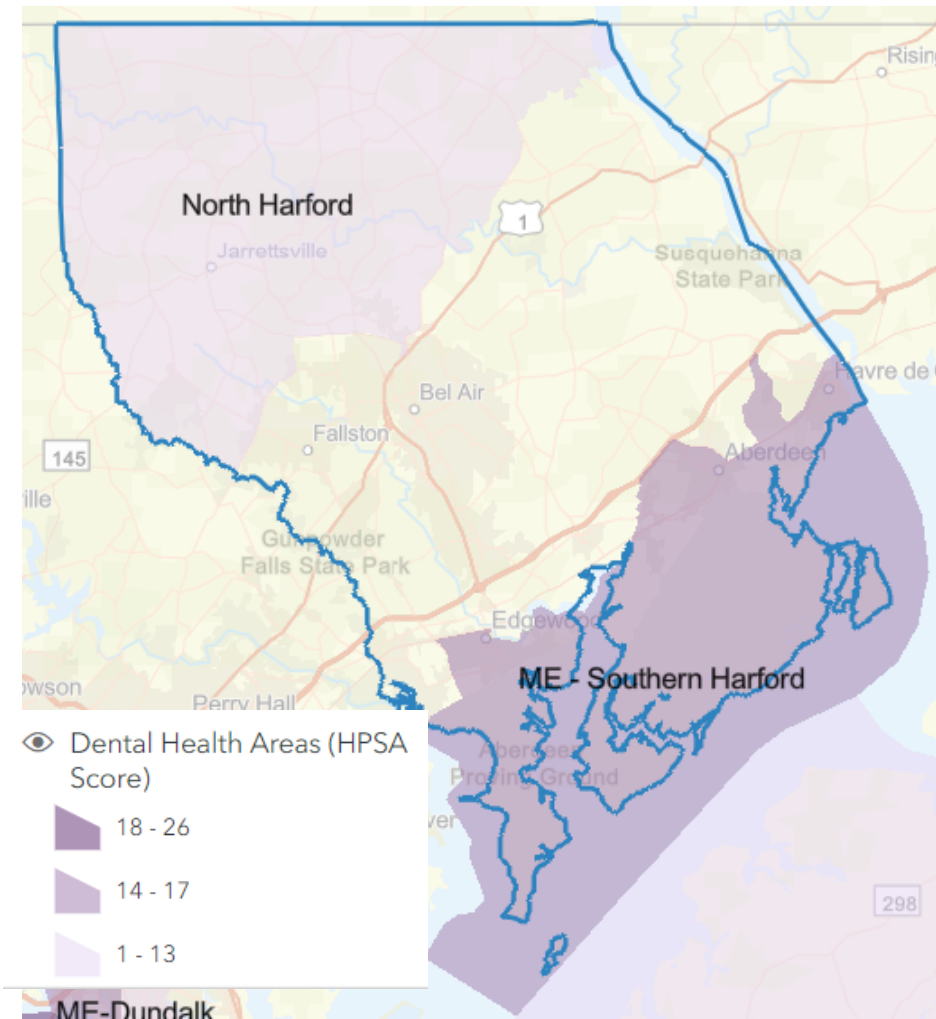 Rising
North Harford
1
Jarrettsville
Susquehanna
State Park
Bel Air
Havre de
Fallston
Aberdeen
145
ville
Gunpowder
Falls State Park
Edgewood
ME - Southern Harford
owson
Perry Hall
Aberdeen
Proving Ground
ver
298
Dental Health Areas (HPSA
Score)
18 - 26
14 - 17
1 - 13
ME-Dundalk